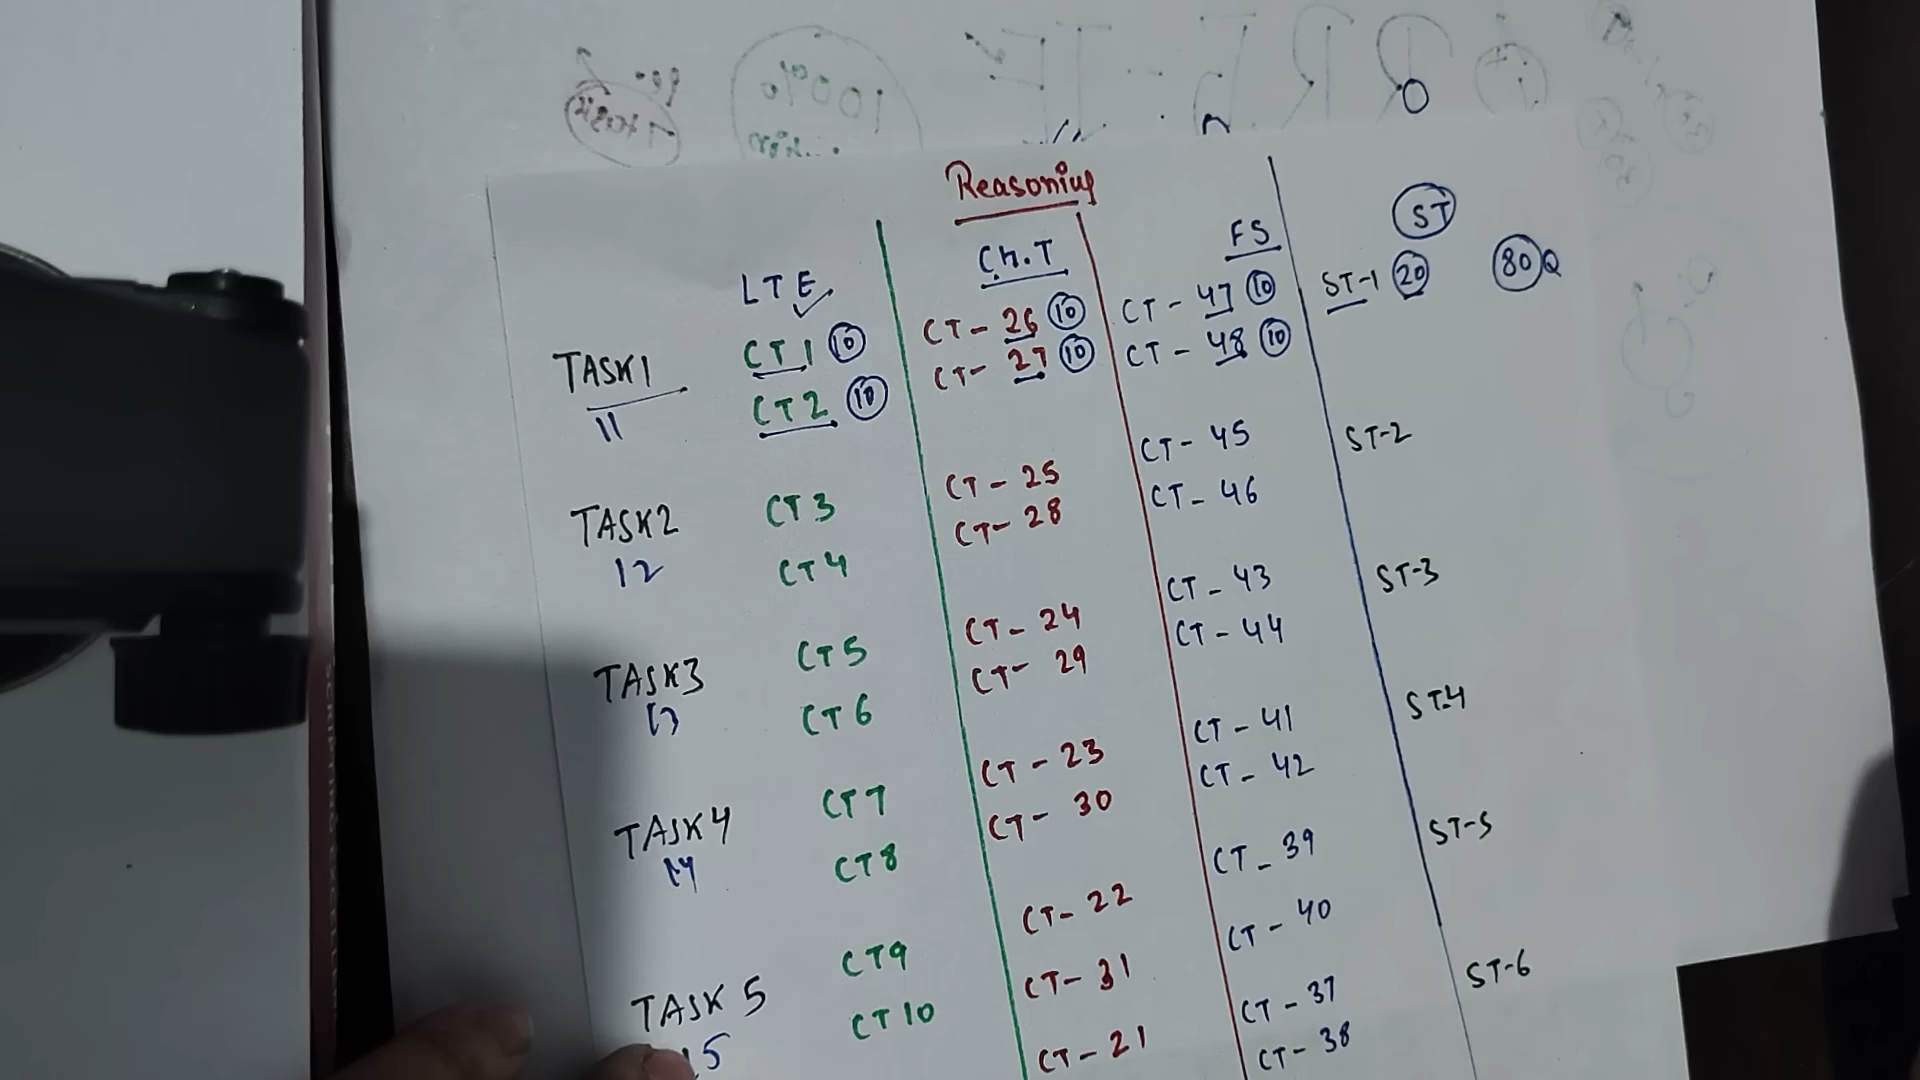 100%
Reasoning
LTE Ch.T FS ST
TASK1 CT1 10 CT-26 10 CT-47 10 ST-1 20 80Q
11 CT2 10 CT-27 10 CT-48 10
TASK2 CT3 CT-25 CT-45 ST-2
12 CT4 CT-28 CT-46
TASK3 CT5 CT-24 CT-43 ST-3
13 CT6 CT-29 CT-44
TASK4 CT7 CT-23 CT-41 ST-4
14 CT8 CT-30 CT-42
TASK5 CT9 CT-22 CT-39 ST-5
15 CT10 CT-31 CT-40
CT-21 CT-37 ST-6
CT-38